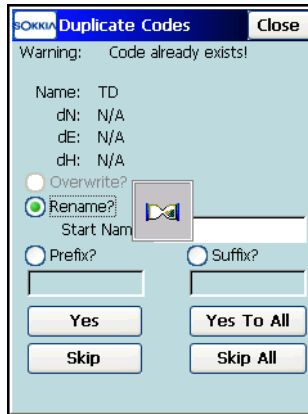 SOKKIA Duplicate Codes Close
Warning: Code already exists!
Name: TD
dN: N/A
dE: N/A
dH: N/A
Overwrite?
Rename?
Start Nam
Prefix? Suffix?
Yes Yes To All
Skip Skip All